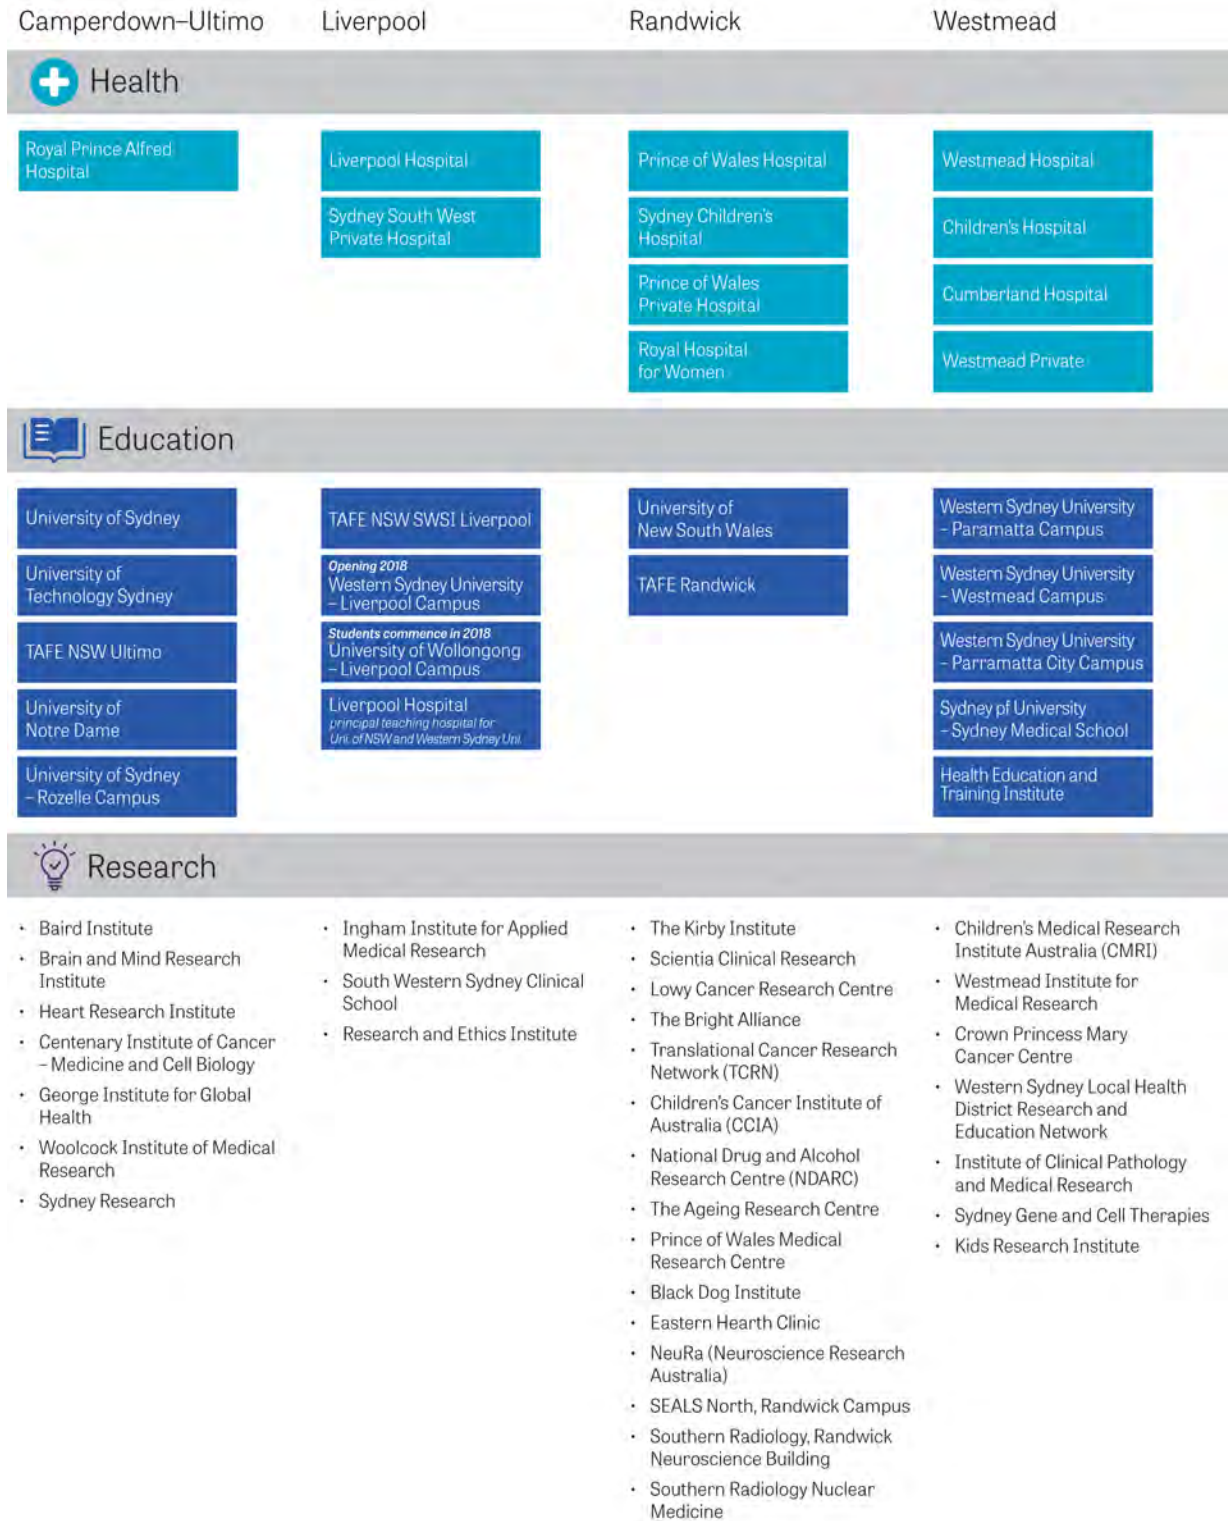 Camperdown–Ultimo
Liverpool
Randwick
Westmead
Health
Royal Prince Alfred
Hospital
Liverpool Hospital
Sydney South West
Private Hospital
Prince of Wales Hospital
Sydney Children's
Hospital
Prince of Wales
Private Hospital
Royal Hospital
for Women
Westmead Hospital
Children's Hospital
Cumberland Hospital
Westmead Private
Education
University of Sydney
University of
Technology Sydney
TAFE NSW Ultimo
University of
Notre Dame
University of Sydney
– Rozelle Campus
TAFE NSW SWSI Liverpool
Opening 2018
Western Sydney University
– Liverpool Campus
Students commence in 2018
University of Wollongong
– Liverpool Campus
Liverpool Hospital
principal teaching hospital for
Uni. of NSW and Western Sydney Uni.
University of
New South Wales
TAFE Randwick
Western Sydney University
– Paramatta Campus
Western Sydney University
– Westmead Campus
Western Sydney University
– Parramatta City Campus
Sydney pf University
– Sydney Medical School
Health Education and
Training Institute
Research
• Baird Institute
• Brain and Mind Research
Institute
• Heart Research Institute
• Centenary Institute of Cancer
– Medicine and Cell Biology
• George Institute for Global
Health
• Woolcock Institute of Medical
Research
• Sydney Research
• Ingham Institute for Applied
Medical Research
• South Western Sydney Clinical
School
• Research and Ethics Institute
• The Kirby Institute
• Scientia Clinical Research
• Lowy Cancer Research Centre
• The Bright Alliance
• Translational Cancer Research
Network (TCRN)
• Children's Cancer Institute of
Australia (CCIA)
• National Drug and Alcohol
Research Centre (NDARC)
• The Ageing Research Centre
• Prince of Wales Medical
Research Centre
• Black Dog Institute
• Eastern Hearth Clinic
• NeuRa (Neuroscience Research
Australia)
• SEALS North, Randwick Campus
• Southern Radiology, Randwick
Neuroscience Building
• Southern Radiology Nuclear
Medicine
• Children's Medical Research
Institute Australia (CMRI)
• Westmead Institute for
Medical Research
• Crown Princess Mary
Cancer Centre
• Western Sydney Local Health
District Research and
Education Network
• Institute of Clinical Pathology
and Medical Research
• Sydney Gene and Cell Therapies
• Kids Research Institute